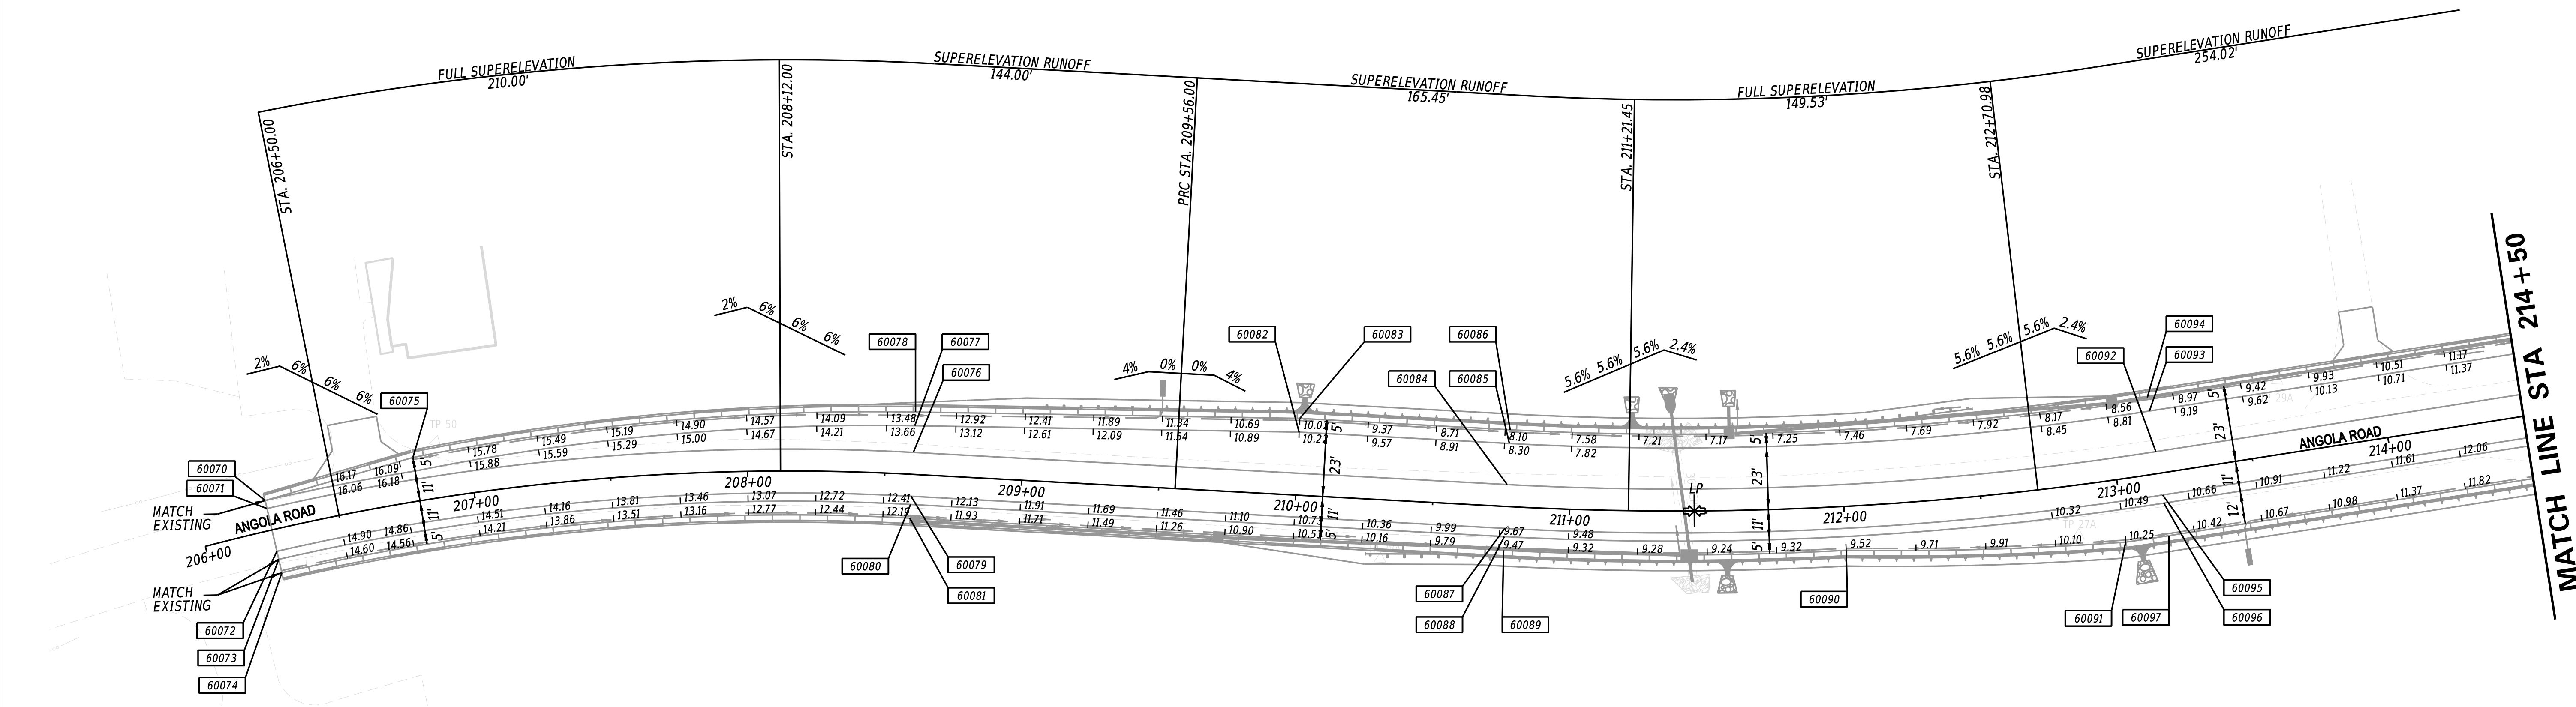 FULL SUPERELEVATION
210.00'
SUPERELEVATION RUNOFF
144.00'
SUPERELEVATION RUNOFF
165.45'
FULL SUPERELEVATION
149.53'
SUPERELEVATION RUNOFF
254.02'
STA. 206+50.00
STA. 208+12.00
PRC STA. 209+56.00
STA. 211+21.45
STA. 212+70.98
MATCH LINE STA 214+50
2% 6% 6% 6%
2% 6% 6% 6%
4% 0% 0% 4%
5.6% 5.6% 5.6% 2.4%
5.6% 5.6% 5.6% 2.4%
60075
60078
60077
60076
60082
60083
60086
60084
60085
60094
60092
60093
TP 50
29A
TP 27A
60070
60071
MATCH
EXISTING
ANGOLA ROAD
206+00
MATCH
EXISTING
60072
60073
60074
16.17 16.09 15.78 15.49 15.19 14.90 14.57 14.09 13.48 12.92 12.41 11.89 11.34 10.69 10.02 9.37 8.71 8.10 7.58 7.21 7.17 7.25 7.46 7.69 7.92 8.17 8.56 8.97 9.42 9.93 10.51 11.17
16.06 16.18 15.88 15.59 15.29 15.00 14.67 14.21 13.66 13.12 12.61 12.09 11.54 10.89 10.22 9.57 8.91 8.30 7.82 8.45 8.81 9.19 9.62 10.13 10.71 11.37
5' 11' 11' 5'
5' 23' 11' 5'
5' 23' 11' 5'
5' 23' 11' 12'
207+00
208+00
209+00
210+00
211+00
LP
212+00
213+00
ANGOLA ROAD
214+00
14.90 14.86 14.51 14.16 13.81 13.46 13.07 12.72 12.41 12.13 11.91 11.69 11.46 11.10 10.73 10.36 9.99 9.67 9.48 10.32 10.49 10.66 10.91 11.22 11.61 12.06
14.60 14.56 14.21 13.86 13.51 13.16 12.77 12.44 12.19 11.93 11.71 11.49 11.26 10.90 10.53 10.16 9.79 9.47 9.32 9.28 9.24 9.32 9.52 9.71 9.91 10.10 10.25 10.42 10.67 10.98 11.37 11.82
60080
60079
60081
60087
60088
60089
60090
60091
60097
60095
60096